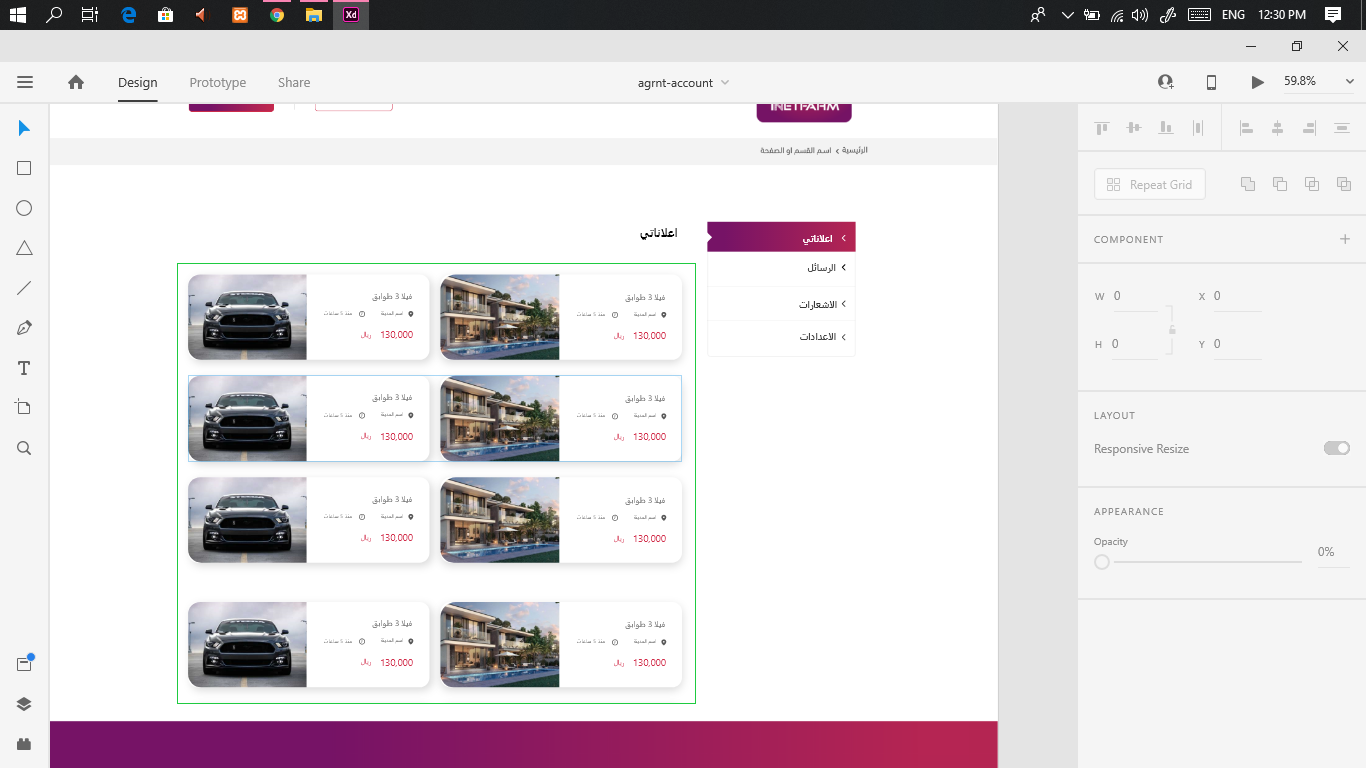 Xd
ENG
12:30 PM
Design
Prototype
Share
agrnt-account
59.8%
INETFAHM
الرئيسية
اسم القسم او الصفحة
Repeat Grid
COMPONENT
W 0
X 0
H 0
Y 0
LAYOUT
Responsive Resize
APPEARANCE
Opacity
0%
اعلاناتي
الرسائل
الاشعارات
الاعدادات
اعلاناتي
فيلا 3 طوابق
اسم المدينة
منذ 5 ساعات
130,000 ريال
فيلا 3 طوابق
اسم المدينة
منذ 5 ساعات
130,000 ريال
فيلا 3 طوابق
اسم المدينة
منذ 5 ساعات
130,000 ريال
فيلا 3 طوابق
اسم المدينة
منذ 5 ساعات
130,000 ريال
فيلا 3 طوابق
اسم المدينة
منذ 5 ساعات
130,000 ريال
فيلا 3 طوابق
اسم المدينة
منذ 5 ساعات
130,000 ريال
فيلا 3 طوابق
اسم المدينة
منذ 5 ساعات
130,000 ريال
فيلا 3 طوابق
اسم المدينة
منذ 5 ساعات
130,000 ريال